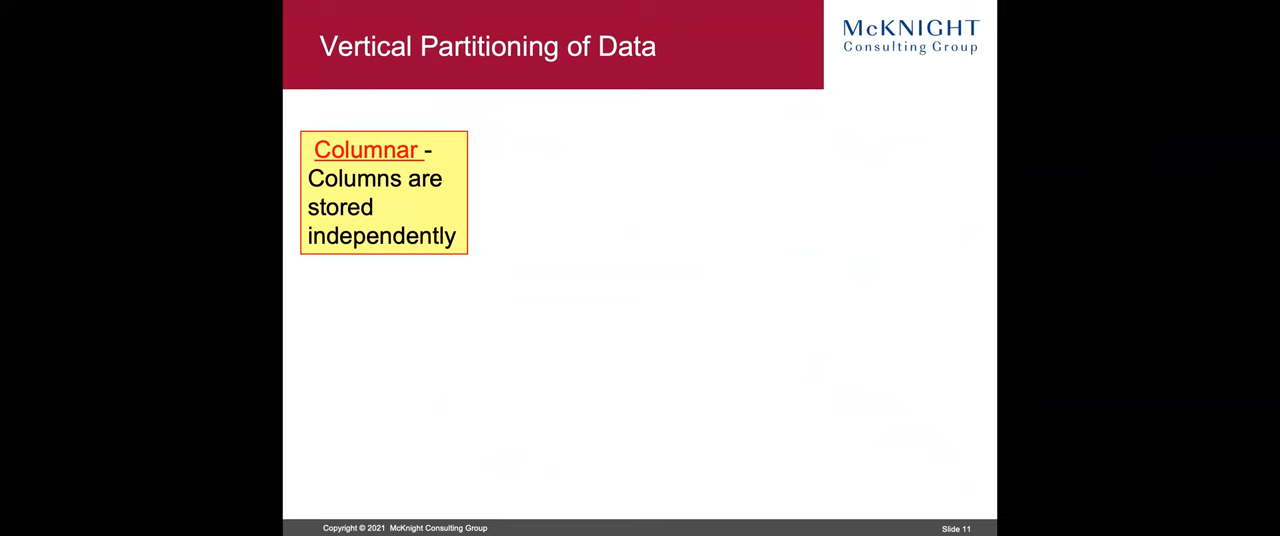 Vertical Partitioning of Data
McKNIGHT
Consulting Group
Columnar -
Columns are
stored
independently
Copyright © 2021 McKnight Consulting Group
Slide 11